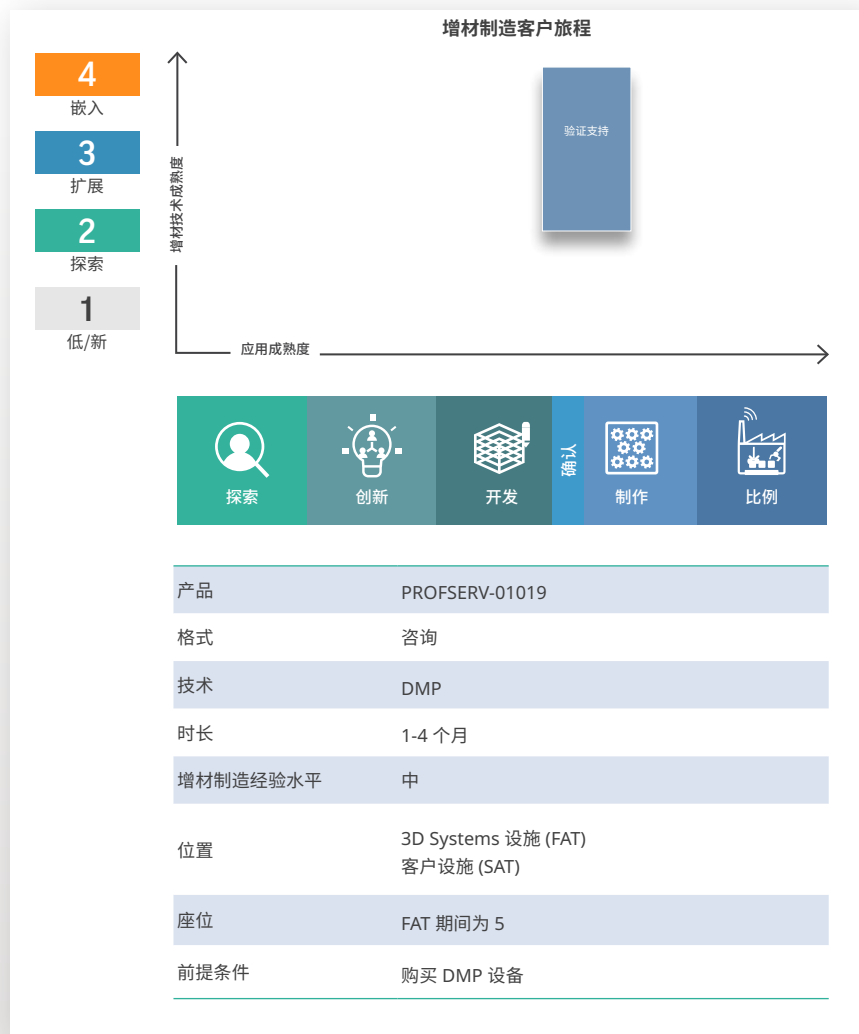 增材制造客户旅程
4
嵌入
3
扩展
2
探索
1
低/新
增材技术成熟度
验证支持
应用成熟度
探索
创新
开发
确认
制作
比例
产品 PROFSERV-01019
格式 咨询
技术 DMP
时长 1-4 个月
增材制造经验水平 中
位置 3D Systems 设施 (FAT)
客户设施 (SAT)
座位 FAT 期间为 5
前提条件 购买 DMP 设备